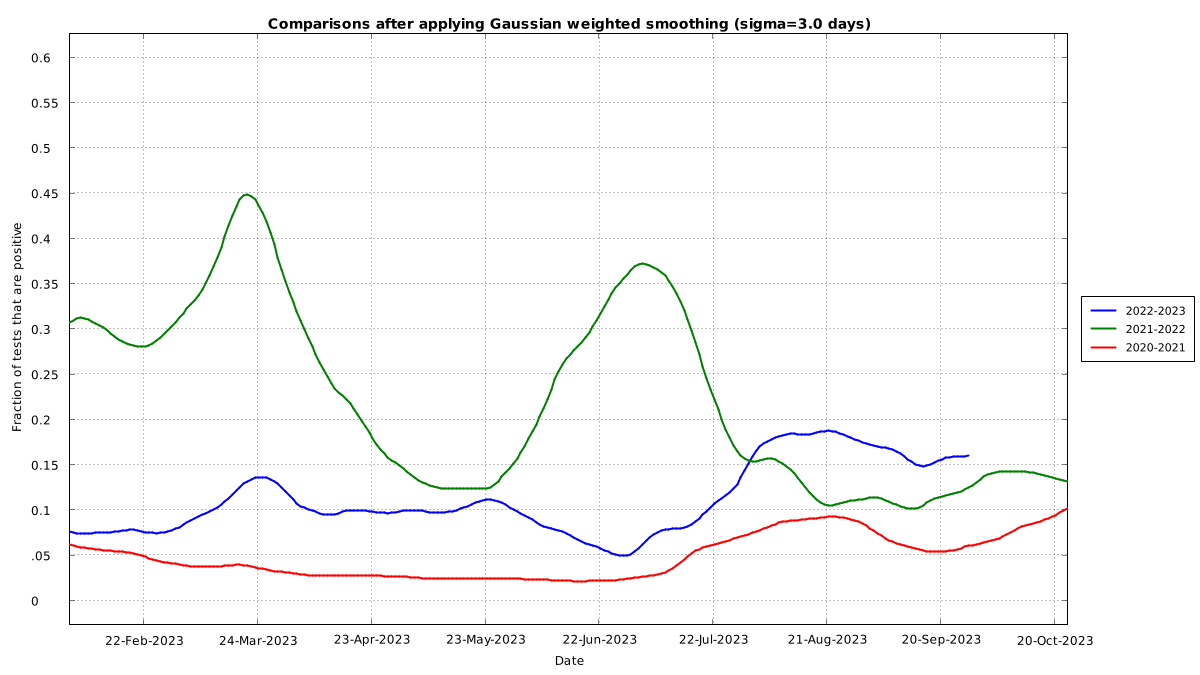 Comparisons after applying Gaussian weighted smoothing (sigma=3.0 days)
0.6
0.55
0.5
0.45
0.4
0.35
0.3
0.25
0.2
0.15
0.1
.05
0
Fraction of tests that are positive
22-Feb-2023
24-Mar-2023
23-Apr-2023
23-May-2023
22-Jun-2023
22-Jul-2023
21-Aug-2023
20-Sep-2023
20-Oct-2023
Date
2022-2023
2021-2022
2020-2021